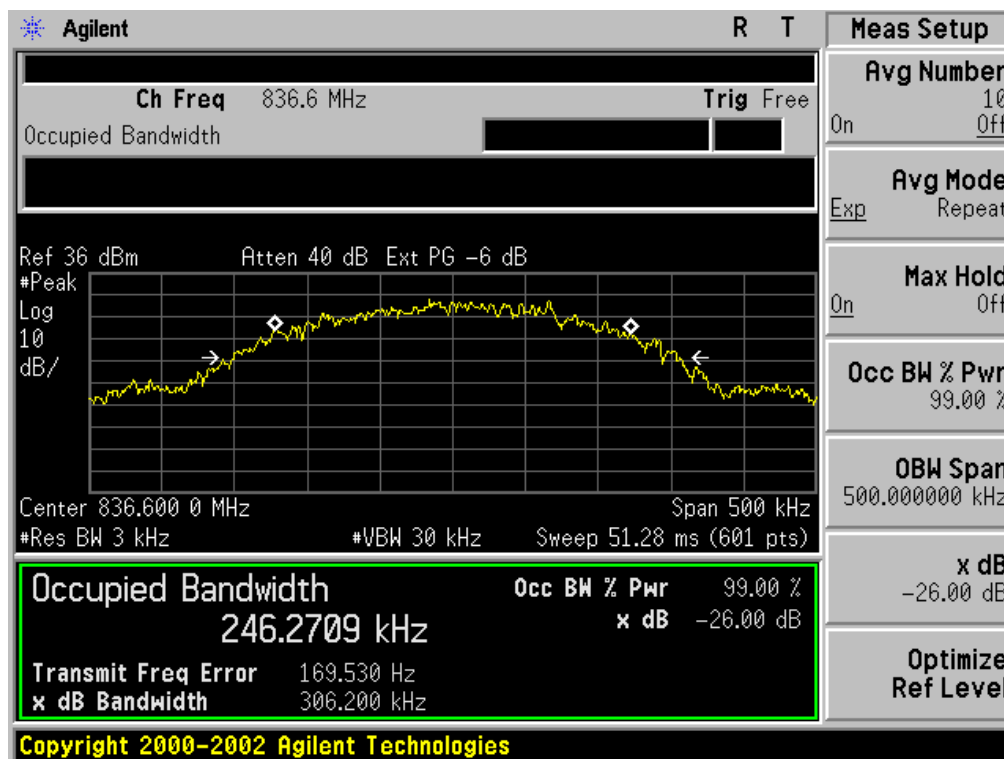 Agilent R T
Ch Freq 836.6 MHz Trig Free
Occupied Bandwidth
Ref 36 dBm Atten 40 dB Ext PG -6 dB
#Peak
Log
10
dB/
Center 836.600 0 MHz Span 500 kHz
#Res BW 3 kHz #VBW 30 kHz Sweep 51.28 ms (601 pts)
Occupied Bandwidth Occ BW % Pwr 99.00 %
246.2709 kHz x dB -26.00 dB
Transmit Freq Error 169.530 Hz
x dB Bandwidth 306.200 kHz
Copyright 2000-2002 Agilent Technologies
Meas Setup
Avg Number
10
On Off
Avg Mode
Exp Repeat
Max Hold
On Off
Occ BW % Pwr
99.00 %
OBW Span
500.000000 kHz
x dB
-26.00 dB
Optimize
Ref Level